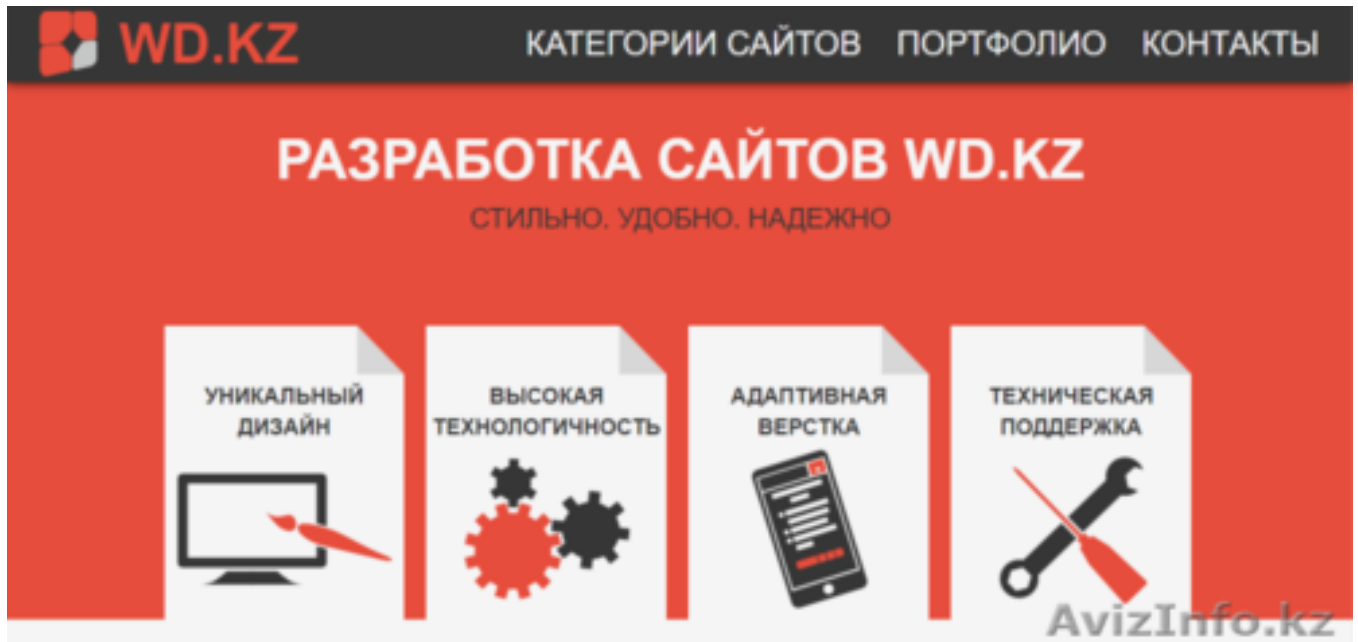 WD.KZ КАТЕГОРИИ САЙТОВ ПОРТФОЛИО КОНТАКТЫ
РАЗРАБОТКА САЙТОВ WD.KZ
СТИЛЬНО. УДОБНО. НАДЕЖНО
УНИКАЛЬНЫЙ
ДИЗАЙН
ВЫСОКАЯ
ТЕХНОЛОГИЧНОСТЬ
АДАПТИВНАЯ
ВЕРСТКА
ТЕХНИЧЕСКАЯ
ПОДДЕРЖКА
AvizInfo.kz